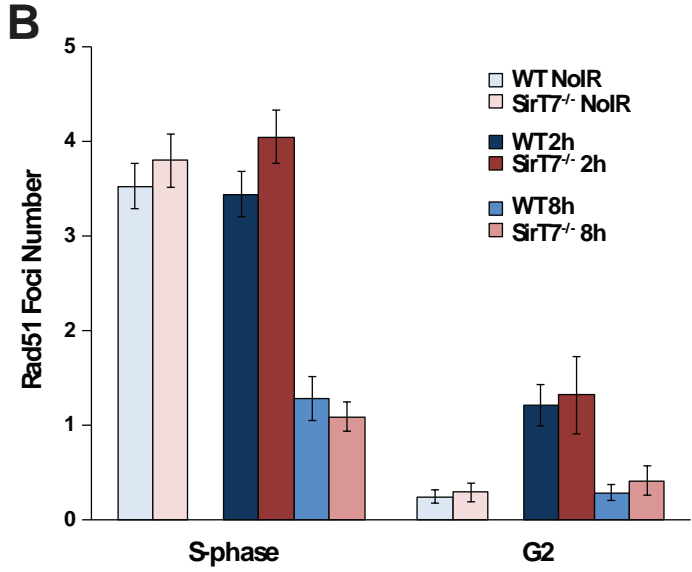 B
Rad51 Foci Number
5
4
3
2
1
0
WT NoIR
SirT7-/- NoIR
WT2h
SirT7-/- 2h
WT8h
SirT7-/- 8h
S-phase
G2